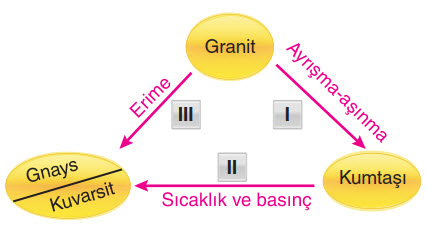 Granit
Erime
Ayrışma-aşınma
III
I
II
Gnays
Kuvarsit
Sıcaklık ve basınç
Kumtaşı